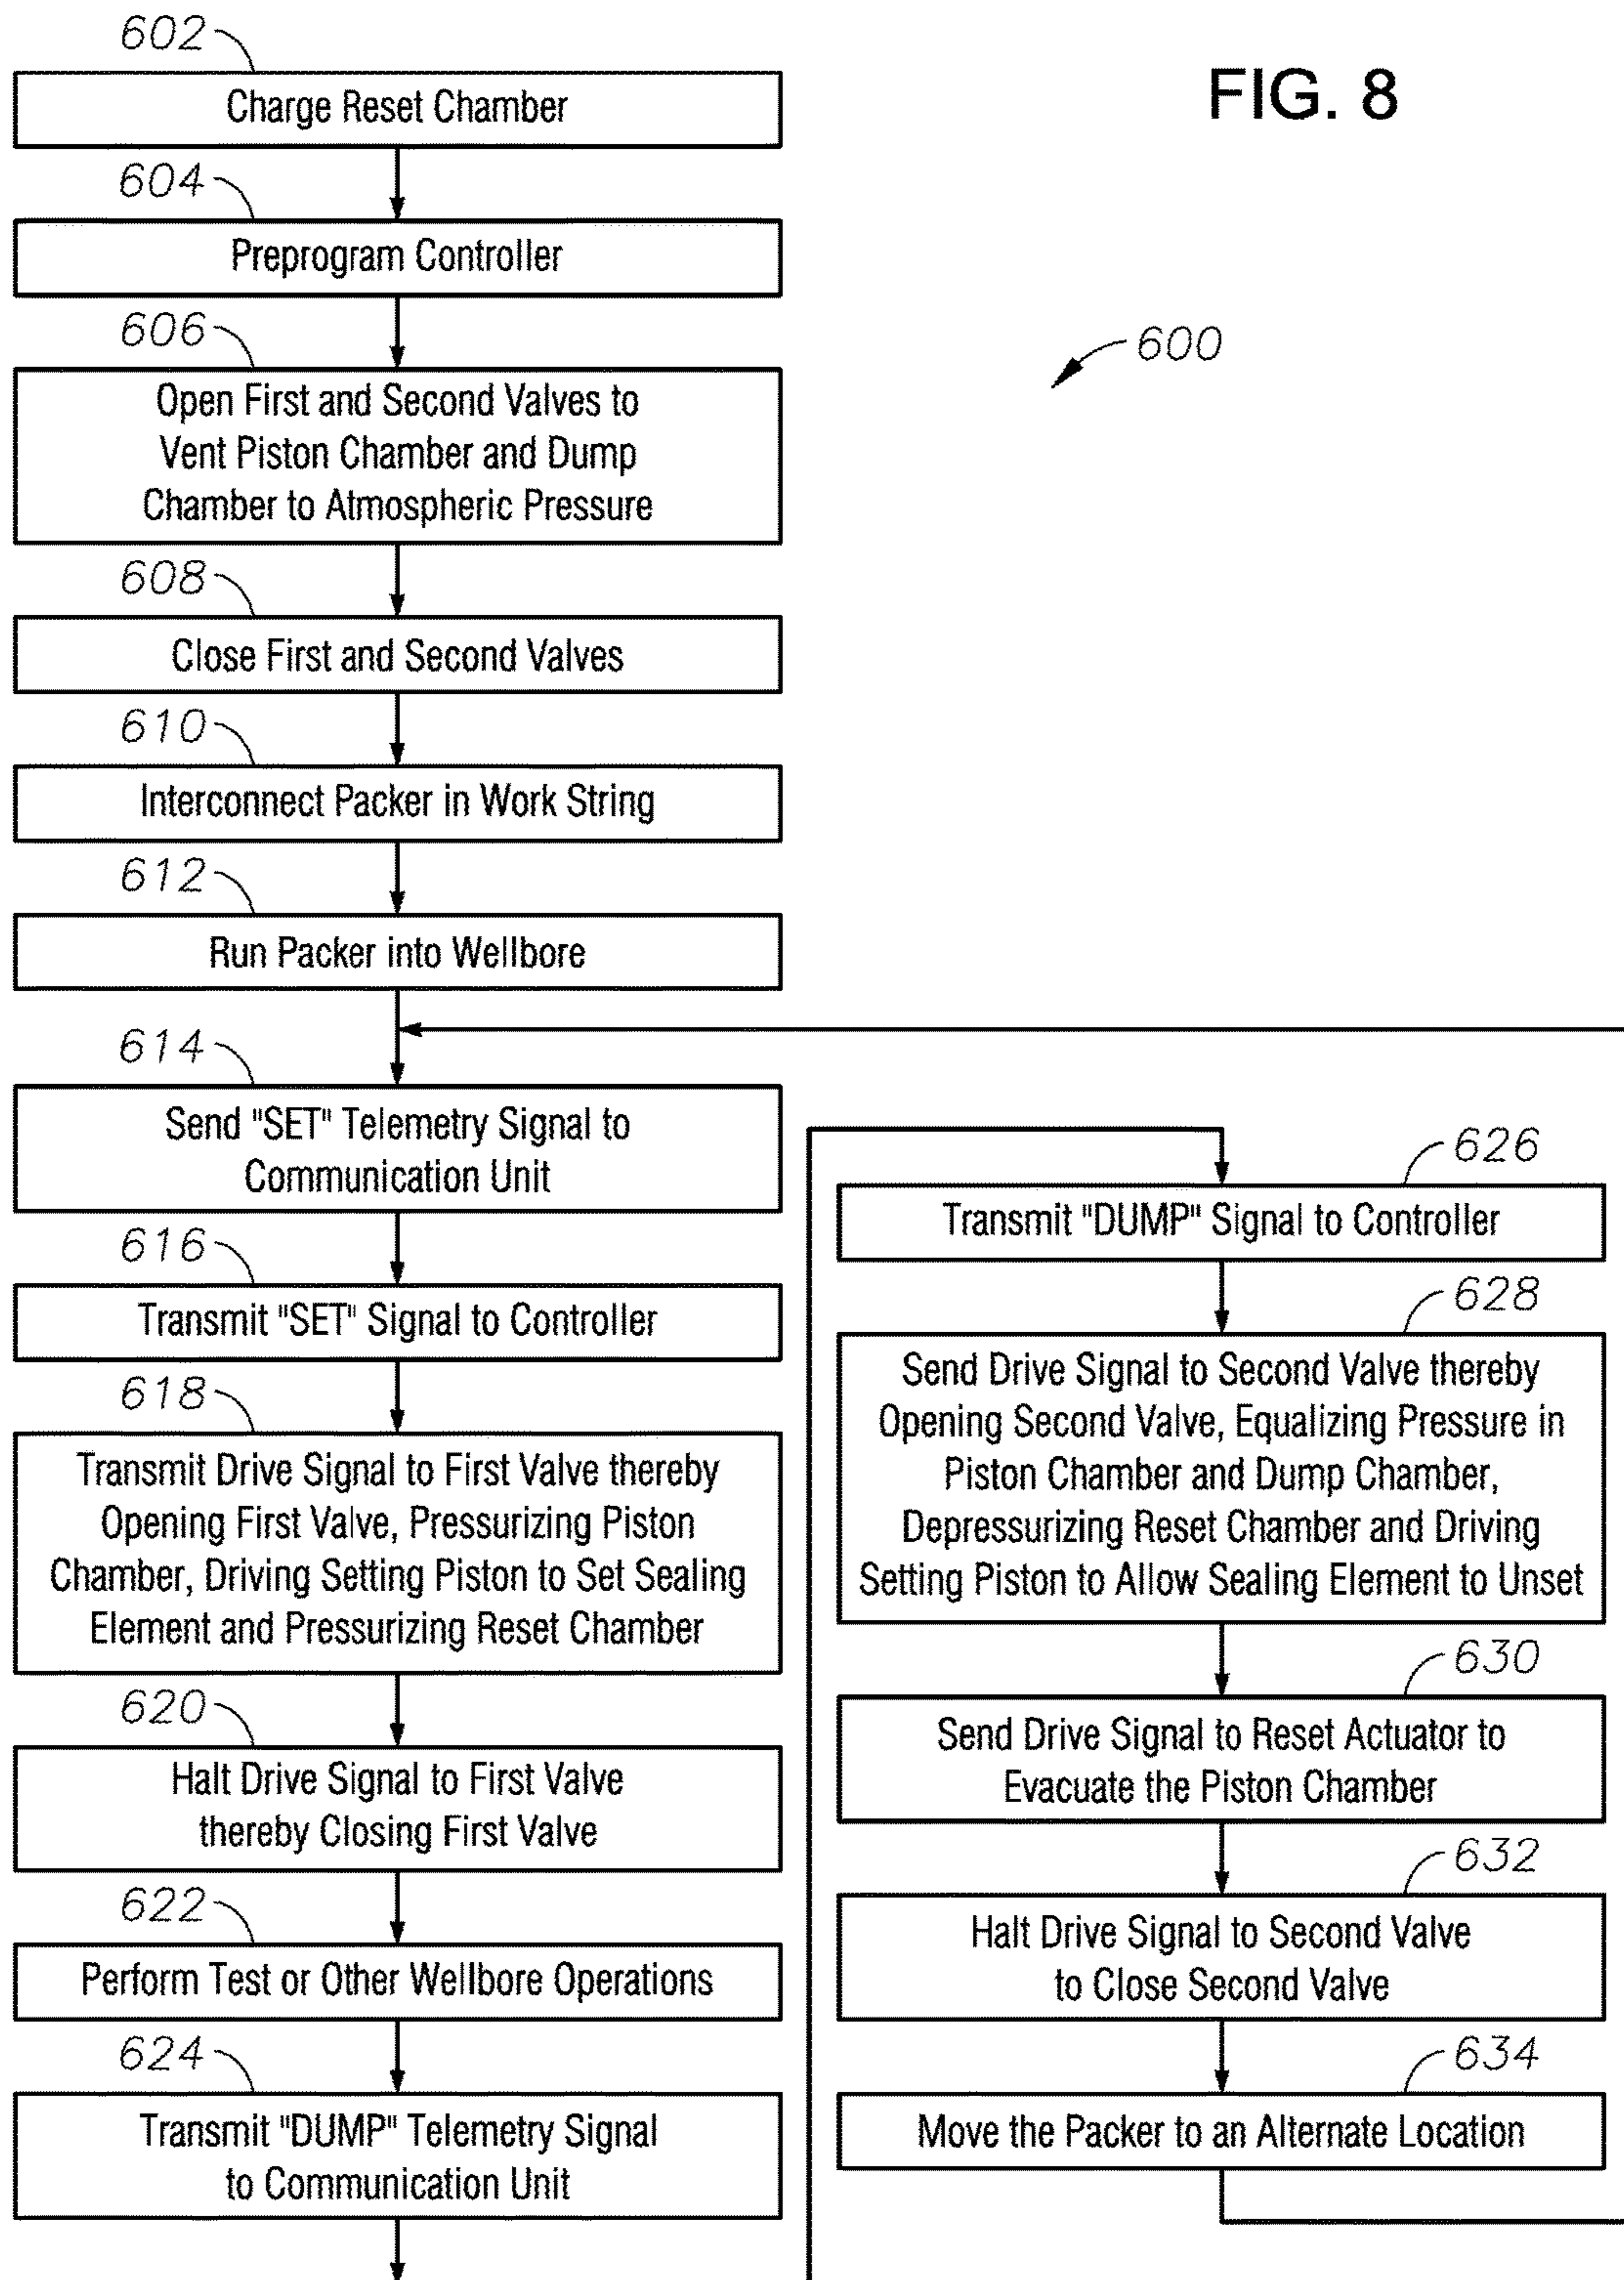 FIG. 8
600
602
Charge Reset Chamber
604
Preprogram Controller
606
Open First and Second Valves to
Vent Piston Chamber and Dump
Chamber to Atmospheric Pressure
608
Close First and Second Valves
610
Interconnect Packer in Work String
612
Run Packer into Wellbore
614
Send "SET" Telemetry Signal to
Communication Unit
616
Transmit "SET" Signal to Controller
618
Transmit Drive Signal to First Valve thereby
Opening First Valve, Pressurizing Piston
Chamber, Driving Setting Piston to Set Sealing
Element and Pressurizing Reset Chamber
620
Halt Drive Signal to First Valve
thereby Closing First Valve
622
Perform Test or Other Wellbore Operations
624
Transmit "DUMP" Telemetry Signal
to Communication Unit
626
Transmit "DUMP" Signal to Controller
628
Send Drive Signal to Second Valve thereby
Opening Second Valve, Equalizing Pressure in
Piston Chamber and Dump Chamber,
Depressurizing Reset Chamber and Driving
Setting Piston to Allow Sealing Element to Unset
630
Send Drive Signal to Reset Actuator to
Evacuate the Piston Chamber
632
Halt Drive Signal to Second Valve
to Close Second Valve
634
Move the Packer to an Alternate Location